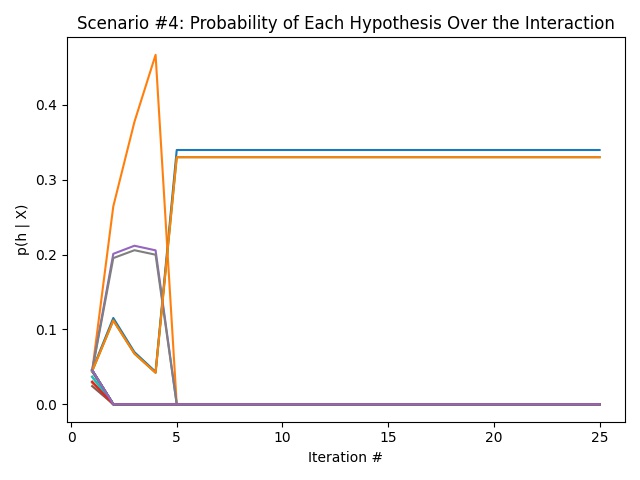 Scenario #4: Probability of Each Hypothesis Over the Interaction
p(h | X)
0.4
0.3
0.2
0.1
0.0
0 5 10 15 20 25
Iteration #